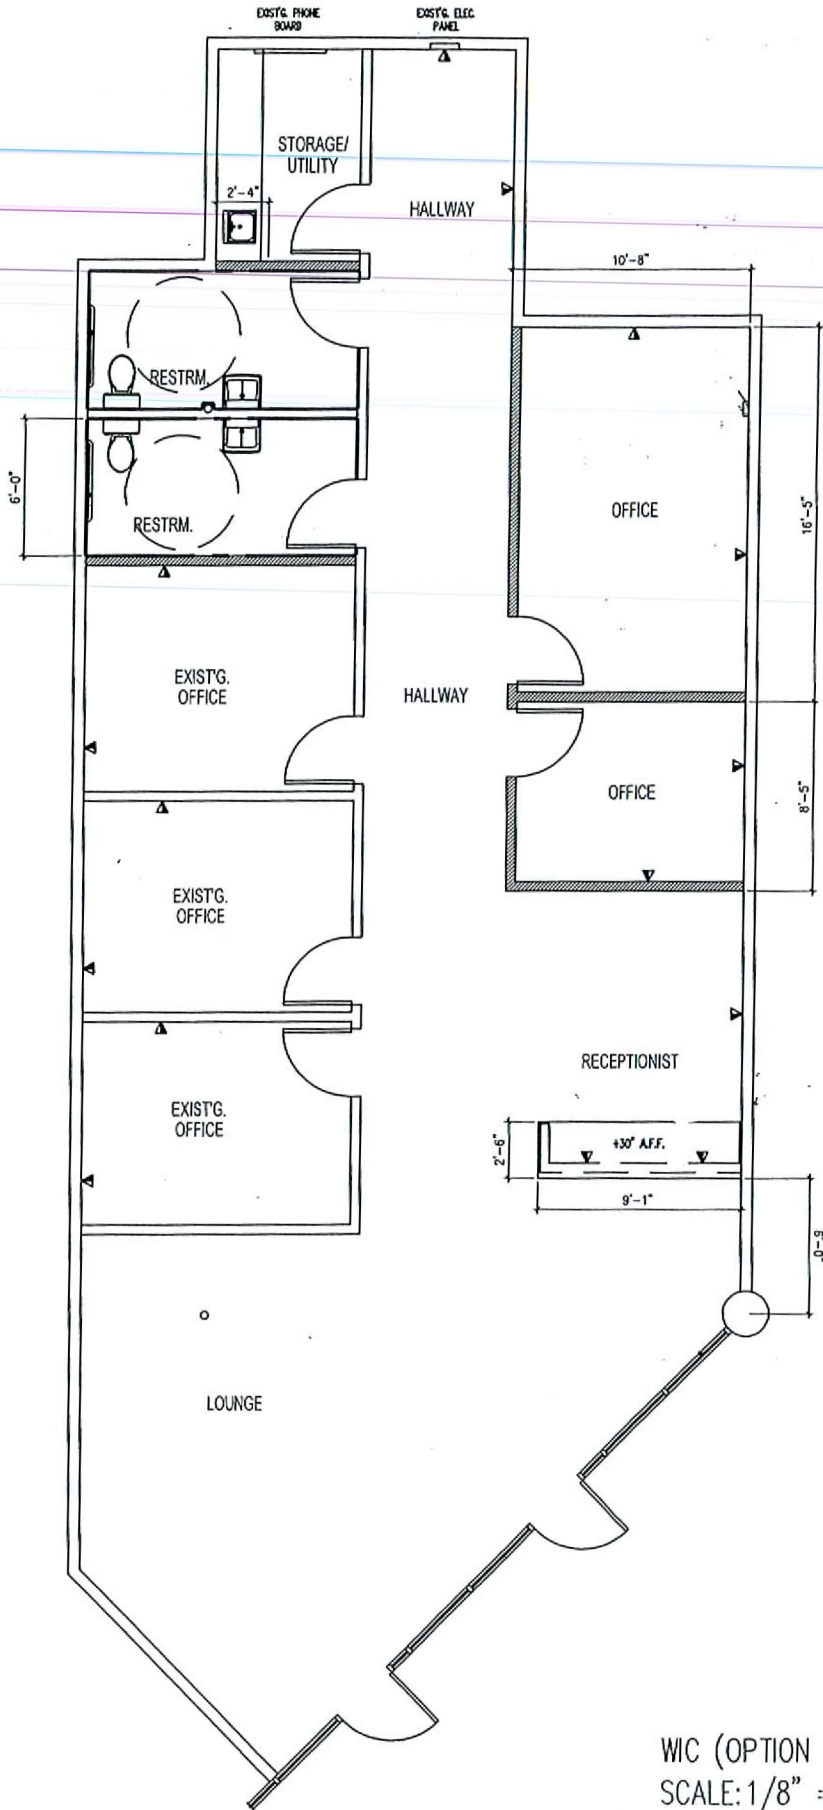 EXIST'G. PHONE
BOARD
EXIST'G. ELEC.
PANEL
STORAGE/
UTILITY
2'-4"
HALLWAY
10'-8"
RESTRM.
6'-0"
RESTRM.
OFFICE
16'-5"
EXIST'G.
OFFICE
HALLWAY
OFFICE
8'-5"
EXIST'G.
OFFICE
RECEPTIONIST
EXIST'G.
OFFICE
2'-6"
+30" A.F.F.
9'-1"
6'-0"
LOUNGE
WIC (OPTION
SCALE: 1/8" =